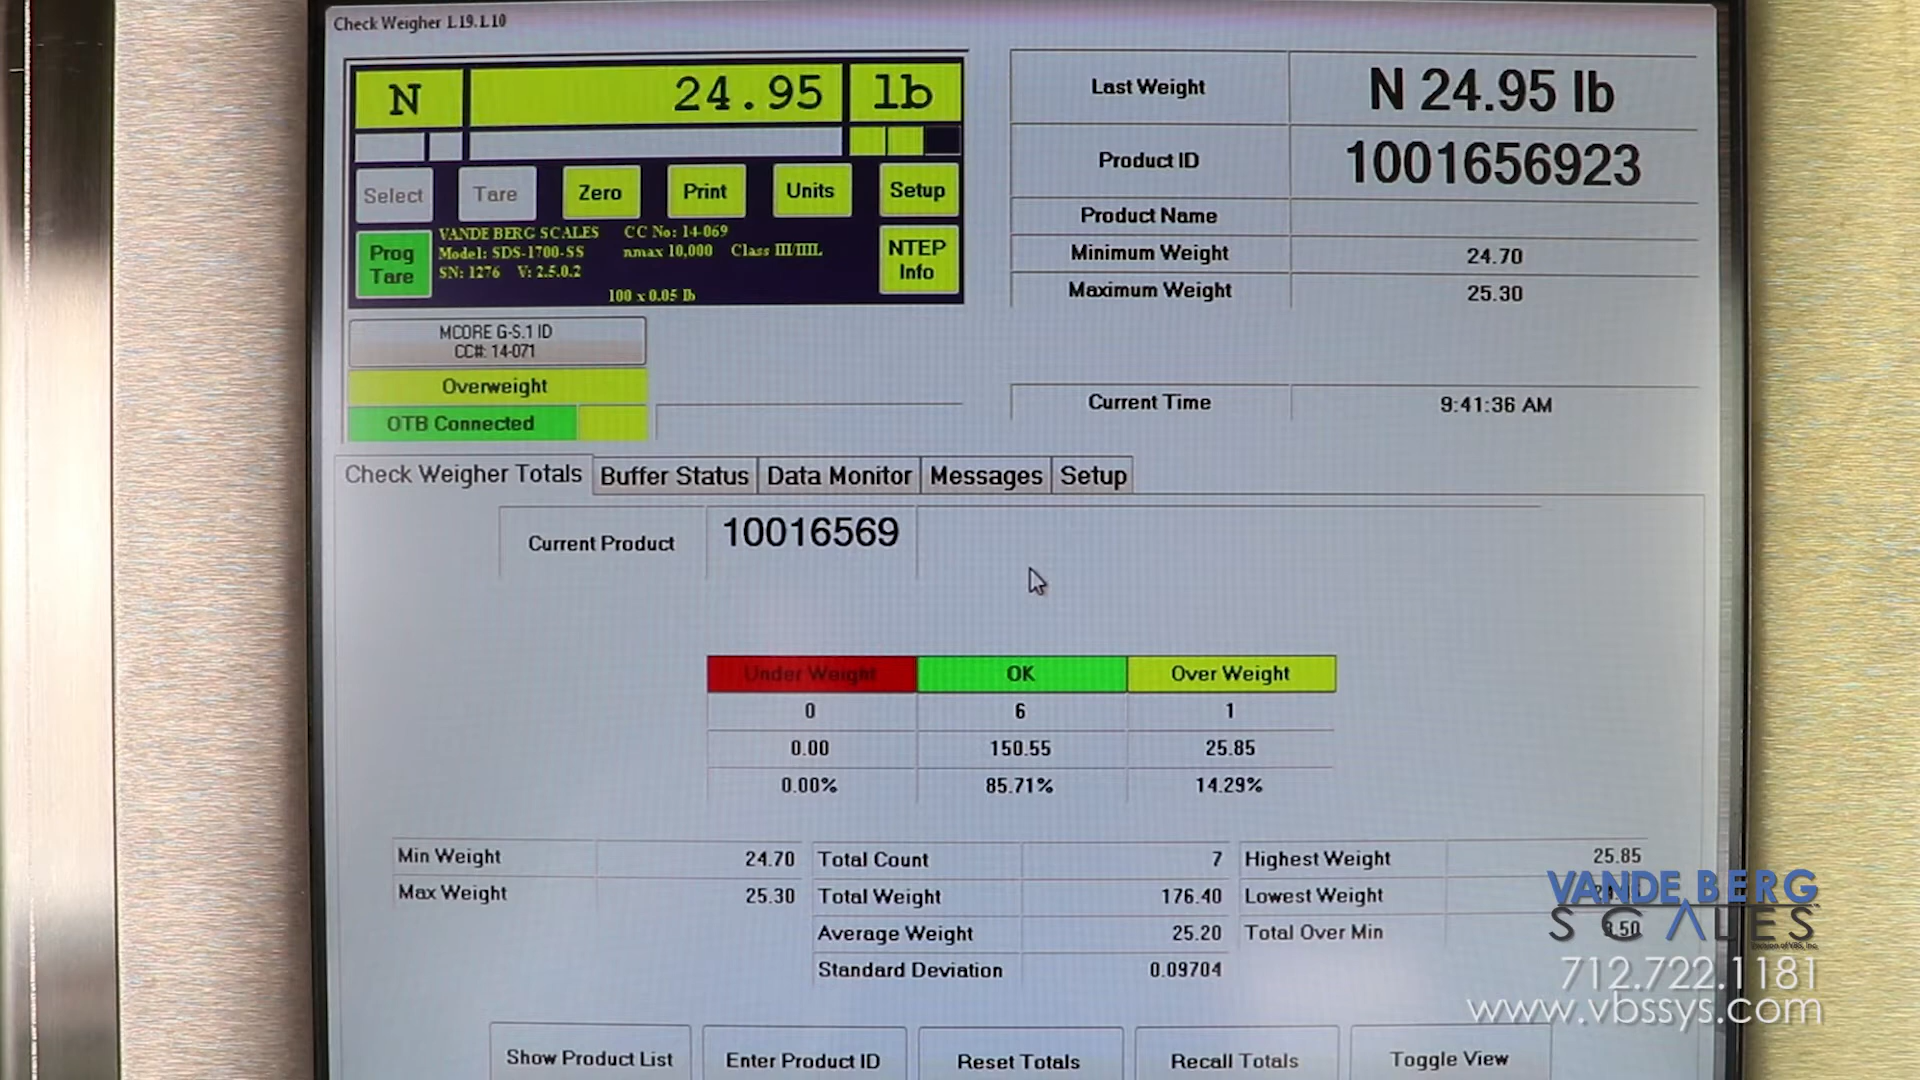 Check Weigher 1.19.1.10
N 24.95 lb
Select Tare Zero Print Units Setup
Prog Tare
VANDE BERG SCALES CC No: 14-069
Model: SDS-1700-SS nmax 10,000 Class III/IIIL
SN: 1276 V: 2.5.0.2
100 x 0.05 lb
NTEP Info
MCORE G-S.1 ID
CC#: 14-071
Overweight
OTB Connected
Last Weight N 24.95 lb
Product ID 1001656923
Product Name
Minimum Weight 24.70
Maximum Weight 25.30
Current Time 9:41:36 AM
Check Weigher Totals Buffer Status Data Monitor Messages Setup
Current Product 10016569
Under Weight OK Over Weight
0 6 1
0.00 150.55 25.85
0.00% 85.71% 14.29%
Min Weight 24.70 Total Count 7 Highest Weight 25.85
Max Weight 25.30 Total Weight 176.40 Lowest Weight
Average Weight 25.20 Total Over Min 3.50
Standard Deviation 0.09704
Show Product List Enter Product ID Reset Totals Recall Totals Toggle View
VANDE BERG
SCALES
712.722.1181
www.vbssys.com